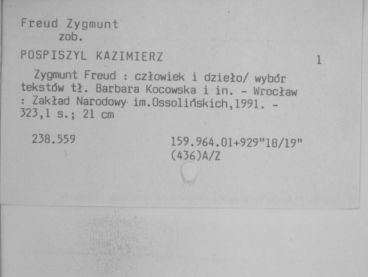 Freud Zygmunt
zob.
POSPISZYL KAZIMIERZ 1
Zygmunt Freud : człowiek i dzieło/ wybór
tekstów tł. Barbara Kocowska i in. - Wrocław
: Zakład Narodowy im.Ossolińskich,1991. -
323,1 s.; 21 cm
238.559 159.964.01+929"18/19"
(436)A/Z